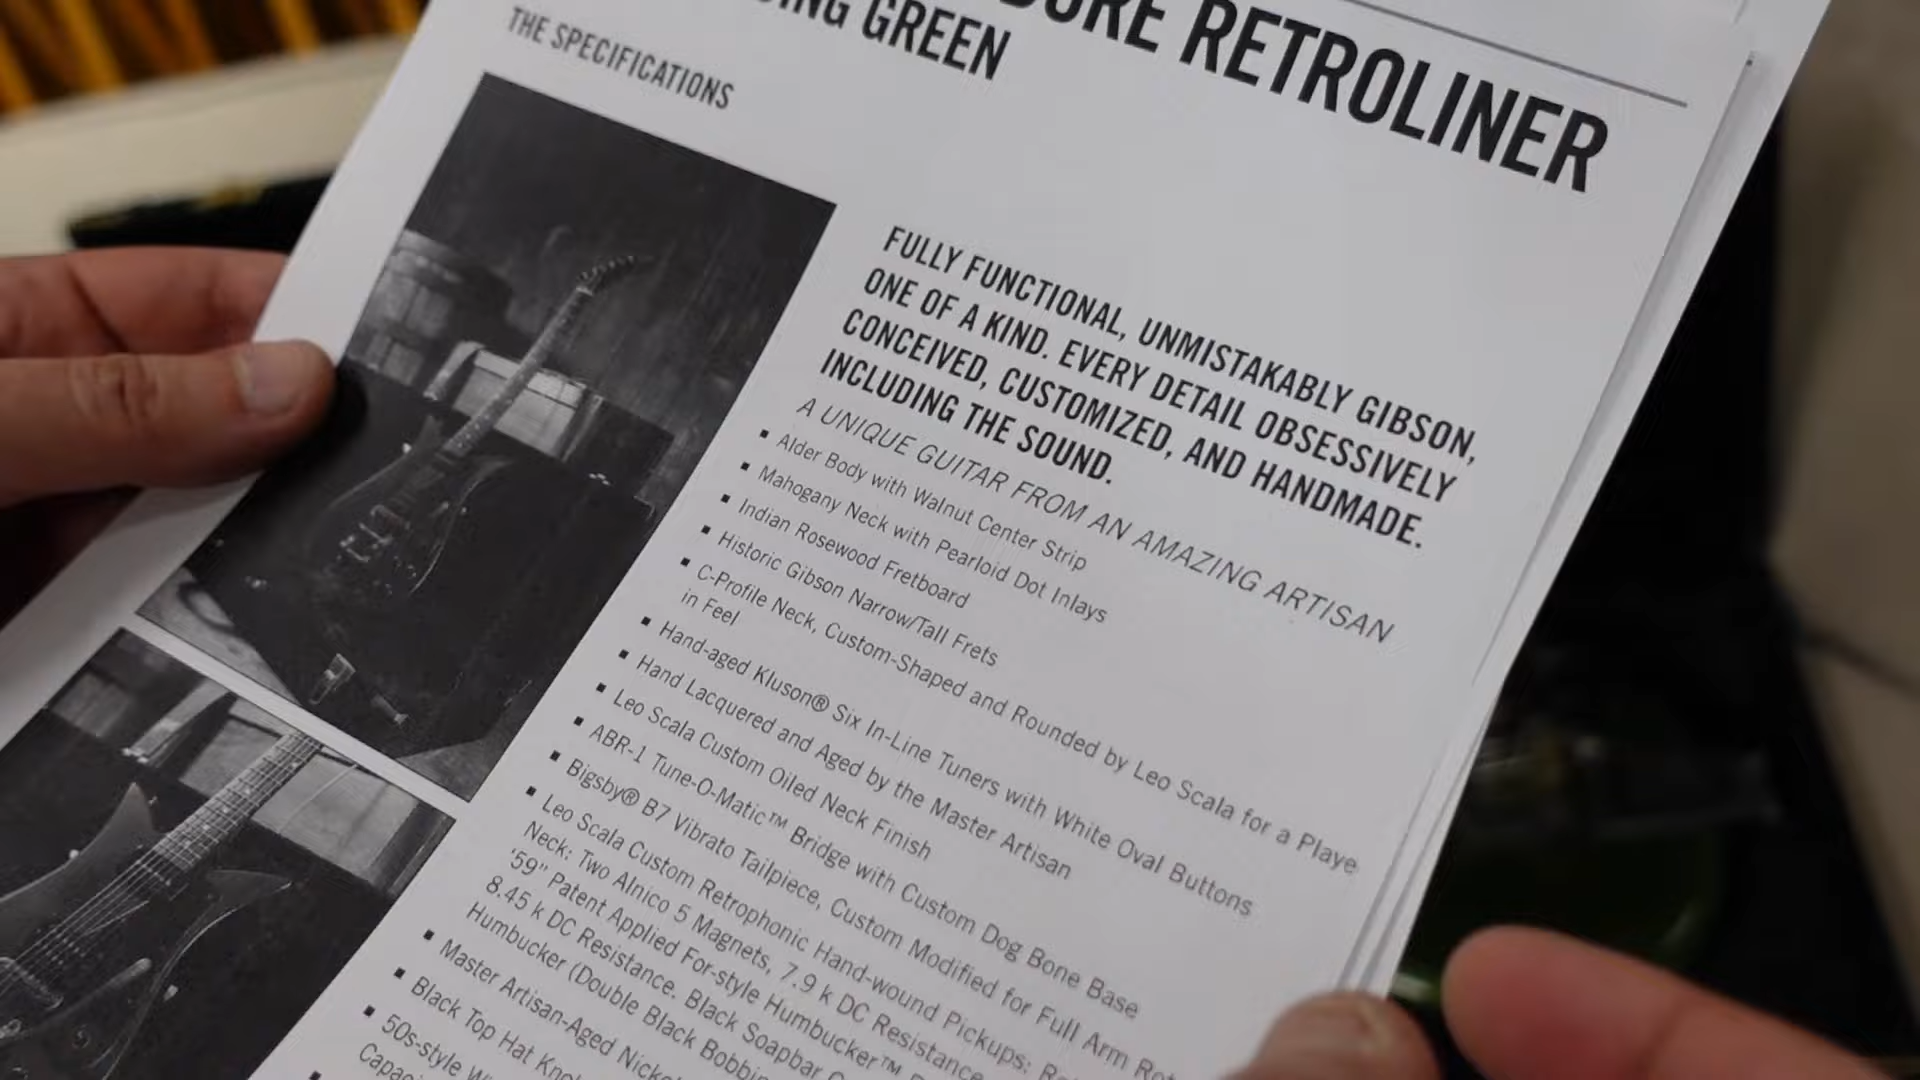 RETROLINER
GREEN
THE SPECIFICATIONS
FULLY FUNCTIONAL, UNMISTAKABLY GIBSON,
ONE OF A KIND. EVERY DETAIL OBSESSIVELY
CONCEIVED, CUSTOMIZED, AND HANDMADE.
INCLUDING THE SOUND.
A UNIQUE GUITAR FROM AN AMAZING ARTISAN
▪ Alder Body with Walnut Center Strip
▪ Mahogany Neck with Pearloid Dot Inlays
▪ Indian Rosewood Fretboard
▪ Historic Gibson Narrow/Tall Frets
▪ C-Profile Neck, Custom-Shaped and Rounded by Leo Scala for a Playe
in Feel
▪ Hand-aged Kluson® Six In-Line Tuners with White Oval Buttons
▪ Hand Lacquered and Aged by the Master Artisan
▪ Leo Scala Custom Oiled Neck Finish
▪ ABR-1 Tune-O-Matic™ Bridge with Custom Dog Bone Base
▪ Bigsby® B7 Vibrato Tailpiece, Custom Modified for Full Arm Rot
▪ Leo Scala Custom Retrophonic Hand-wound Pickups:
Neck: Two Alnico 5 Magnets, 7.9 k DC Resistance
'59" Patent Applied For-style Humbucker™
8.45 k DC Resistance. Black Soapbar
Humbucker (Double Black Bobbin
▪ Master Artisan-Aged Nickel
▪ Black Top Hat
▪ 50s-style